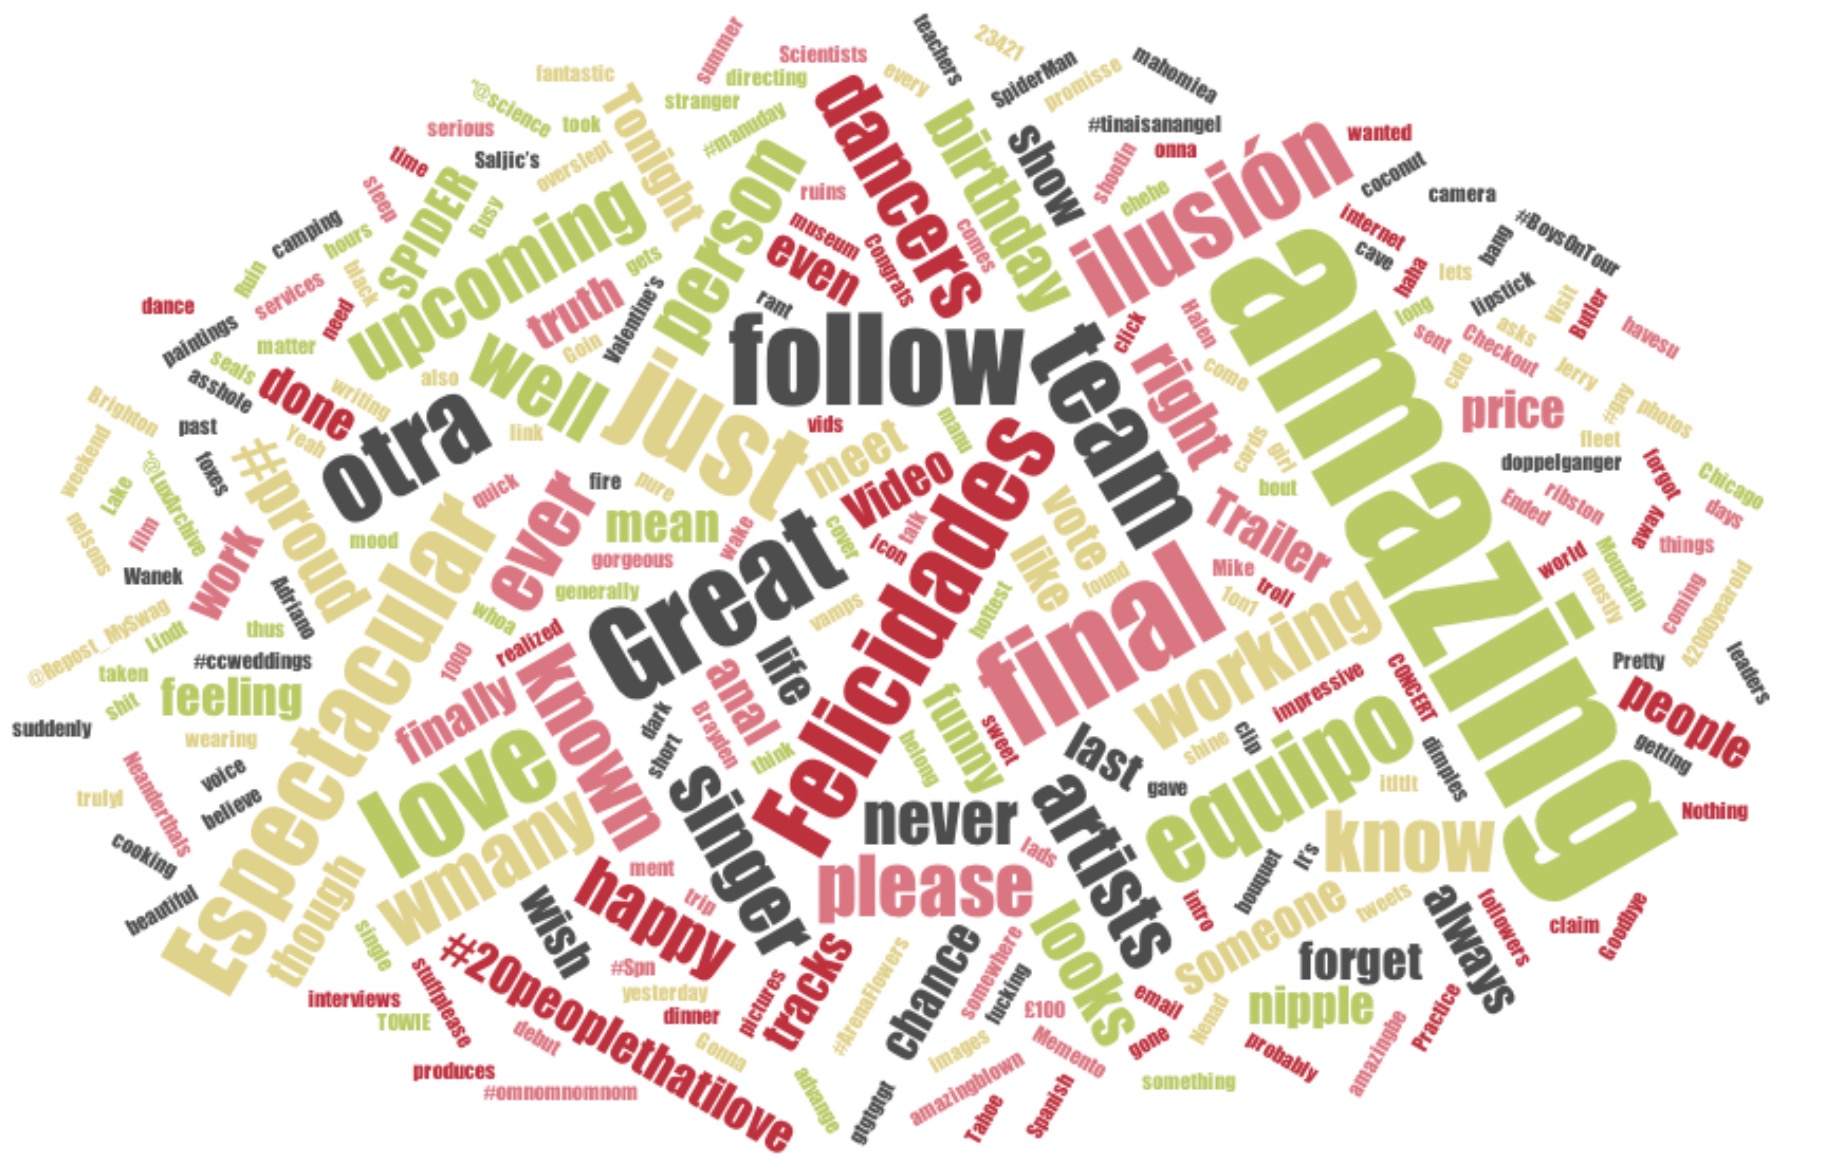 teachers
23421
summer
Scientists
SpiderMan
mahomiea
fantastic
directing
every
promisse
"@science
stranger
dancers
Tonight
#manuday
birthday
show
#tinaisanangel
wanted
serious
took
time
Saljic's
overslept
person
ilusión
shootin
onna
coconut
camera
sleep
SPIDER
Busy
ruins
ehehe
camping
hours
upcoming
gets
museum
even
congrats
comes
internet
cave
haha
bang
#BoysOnTour
Ruin
services
black
need
truth
Valentine's
rant
amazing
lets
lipstick
visit
dance
paintings
matter
Goin
follow
team
click
Halen
long
sent
Checkout
asks
Butler
havesu
seals
asshole
done
writing
also
well
just
right
come
cute
Jerry
#gay
photos
Brighton
weekend
past
Yeah
otra
link
vids
manu
meet
price
fleet
foxes
#proud
quick
fire
pure
Video
Felicidades
cords
girl
bout
doppelganger
forgot
Chicago
Lake
"@LuxArchive
film
nelsons
ever
mean
wake
cover
talk
icon
vote
like
Trailer
Ended
ribston
away
days
things
mood
gorgeous
Great
found
Mike
troll
1on1
world
Mountain
mostly
Wanek
work
Adriano
Espectacular
generally
whoa
vamps
hottest
final
working
coming
42000yearold
@Repost_MySwag
Lindt
thus
realized
1000
known
life
leaders
taken
#ccweddings
feeling
shit
finally
anal
Brayden
dark
short
think
funny
sweet
impressive
CONCERT
Pretty
people
getting
suddenly
wearing
voice
love
belong
last
shine
clip
equipo
dimples
Neanderthals
trulyl
believe
wmany
singer
never
gave
artists
ititit
Nothing
cooking
beautiful
though
happy
ment
trip
please
lads
bouquet
It's
know
single
wish
#Spn
yesterday
#20peoplethatilove
tracks
pictures
#ArenaFlowers
chance
somewhere
fucking
looks
intro
someone
tweets
always
followers
claim
Goodbye
interviews
TOWIE
stuffplease
dinner
£100
email
gone
Nenad
nipple
forget
debut
Gonna
images
Memento
probably
Practice
amazingbe
produces
#omnomnomnom
advange
gtgtgtgt
amazingblown
Tahoe
Spanish
something